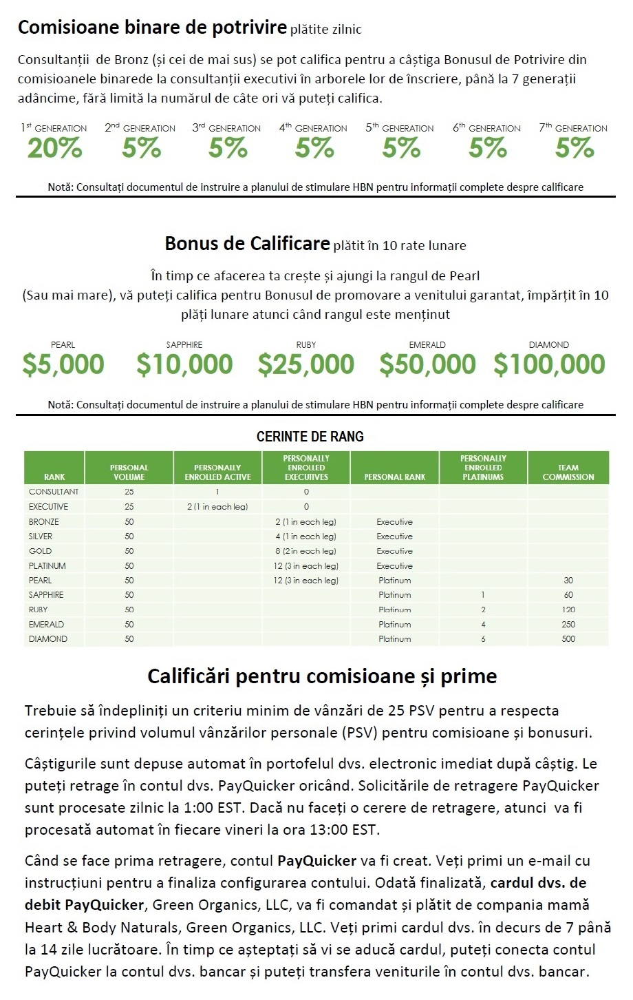 Comisioane binare de potrivire plătite zilnic
Consultanții de Bronz (și cei de mai sus) se pot califica pentru a câștiga Bonusul de Potrivire din
comisioanele binarede la consultanții executivi în arborele lor de înscriere, până la 7 generații
adâncime, fără limită la numărul de câte ori vă puteți califica.
1st GENERATION 2nd GENERATION 3rd GENERATION 4th GENERATION 5th GENERATION 6th GENERATION 7th GENERATION
20% 5% 5% 5% 5% 5% 5%
Notă: Consultați documentul de instruire a planului de stimulare HBN pentru informații complete despre calificare
Bonus de Calificare plătit în 10 rate lunare
În timp ce afacerea ta crește și ajungi la rangul de Pearl
(Sau mai mare), vă puteți califica pentru Bonusul de promovare a venitului garantat, împărțit în 10
plăți lunare atunci când rangul este menținut
PEARL SAPPHIRE RUBY EMERALD DIAMOND
$5,000 $10,000 $25,000 $50,000 $100,000
Notă: Consultați documentul de instruire a planului de stimulare HBN pentru informații complete despre calificare
CERINTE DE RANG
RANK PERSONAL VOLUME PERSONALLY ENROLLED ACTIVE PERSONALLY ENROLLED EXECUTIVES PERSONAL RANK PERSONALLY ENROLLED PLATINUMS TEAM COMMISSION
CONSULTANT 25 1 0
EXECUTIVE 25 2 (1 in each leg) 0
BRONZE 50 2 (1 in each leg) Executive
SILVER 50 4 (1 in each leg) Executive
GOLD 50 8 (2 in each leg) Executive
PLATINUM 50 12 (3 in each leg) Executive
PEARL 50 12 (3 in each leg) Platinum 30
SAPPHIRE 50 Platinum 1 60
RUBY 50 Platinum 2 120
EMERALD 50 Platinum 4 250
DIAMOND 50 Platinum 6 500
Calificări pentru comisioane și prime
Trebuie să îndepliniți un criteriu minim de vânzări de 25 PSV pentru a respecta
cerințele privind volumul vânzărilor personale (PSV) pentru comisioane și bonusuri.
Câștigurile sunt depuse automat în portofelul dvs. electronic imediat după câștig. Le
puteți retrage în contul dvs. PayQuicker oricând. Solicitările de retragere PayQuicker
sunt procesate zilnic la 1:00 EST. Dacă nu faceți o cerere de retragere, atunci va fi
procesată automat în fiecare vineri la ora 13:00 EST.
Când se face prima retragere, contul PayQuicker va fi creat. Veți primi un e-mail cu
instrucțiuni pentru a finaliza configurarea contului. Odată finalizată, cardul dvs. de
debit PayQuicker, Green Organics, LLC, va fi comandat și plătit de compania mamă
Heart & Body Naturals, Green Organics, LLC. Veți primi cardul dvs. în decurs de 7 până
la 14 zile lucrătoare. În timp ce așteptați să vi se aducă cardul, puteți conecta contul
PayQuicker la contul dvs. bancar și puteți transfera veniturile în contul dvs. bancar.